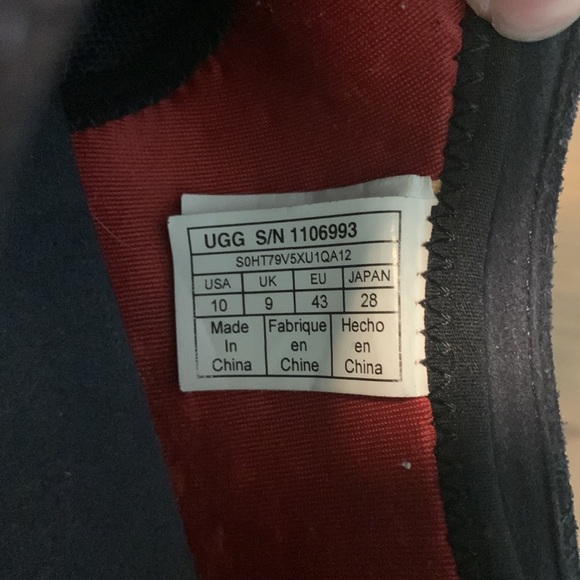 UGG S/N 1106993
S0HT79V5XU1QA12
USA UK EU JAPAN
10 9 43 28
Made Fabrique Hecho
In en en
China Chine China